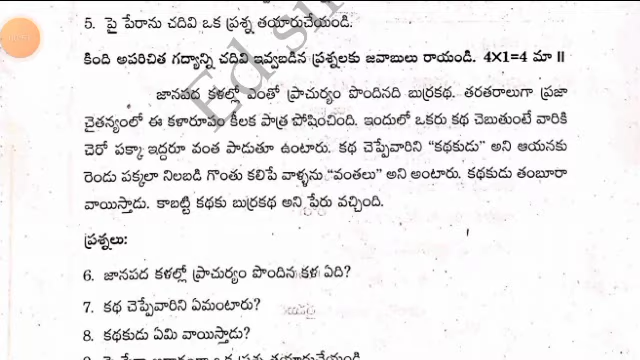 5. పై పేరాను చదివి ఒక ప్రశ్న తయారుచేయండి.
కింది అపరిచిత గద్యాన్ని చదివి ఇవ్వబడిన ప్రశ్నలకు జవాబులు రాయండి. 4×1=4 మా॥
జానపద కళల్లో ఎంతో ప్రాచుర్యం పొందినది బుర్రకథ. తరతరాలుగా ప్రజా
చైతన్యంలో ఈ కళారూపం కీలక పాత్ర పోషించింది. ఇందులో ఒకరు కథ చెబుతుంటే వారికి
చెరో పక్కా ఇద్దరూ వంత పాడుతూ ఉంటారు. కథ చెప్పేవారిని "కథకుడు" అని ఆయనకు
రెండు పక్కలా నిలబడి గొంతు కలిపే వాళ్ళను "వంతలు" అని అంటారు. కథకుడు తంబూరా
వాయిస్తాడు. కాబట్టి కథకు బుర్రకథ అని పేరు వచ్చింది.
ప్రశ్నలు:
6. జానపద కళల్లో ప్రాచుర్యం పొందిన కళ ఏది?
7. కథ చెప్పేవారిని ఏమంటారు?
8. కథకుడు ఏమి వాయిస్తాడు?